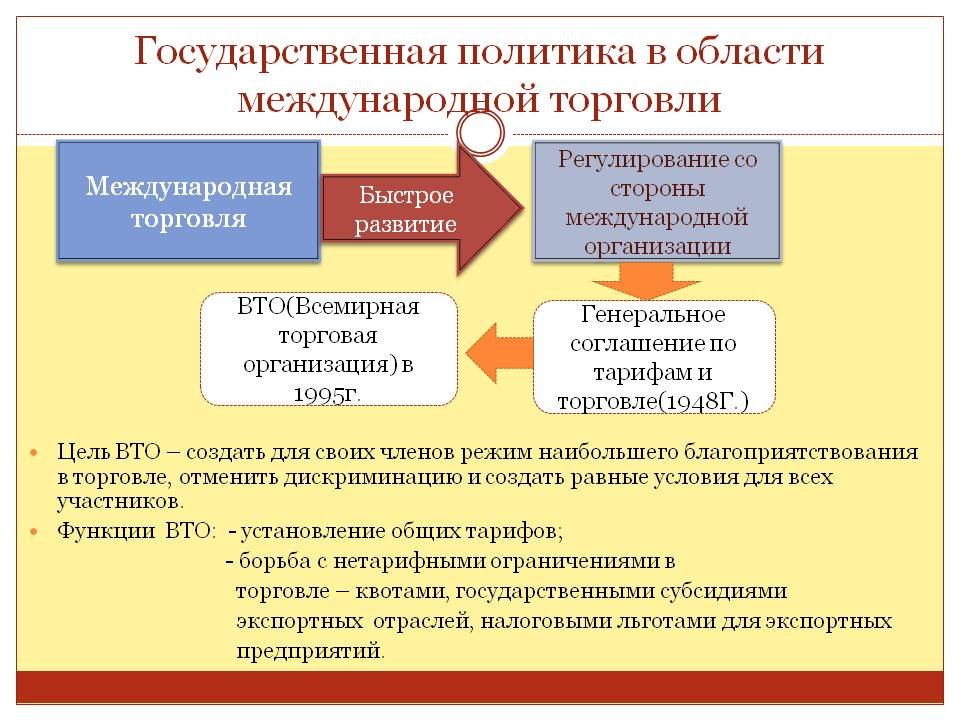 Государственная политика в области
международной торговли
Международная
торговля
Быстрое
развитие
Регулирование со
стороны
международной
организации
Генеральное
соглашение по
тарифам и
торговле(1948Г.)
ВТО(Всемирная
торговая
организация) в
1995г.
Цель ВТО – создать для своих членов режим наибольшего благоприятствования
в торговле, отменить дискриминацию и создать равные условия для всех
участников.
Функции ВТО: - установление общих тарифов;
- борьба с нетарифными ограничениями в
торговле – квотами, государственными субсидиями
экспортных отраслей, налоговыми льготами для экспортных
предприятий.